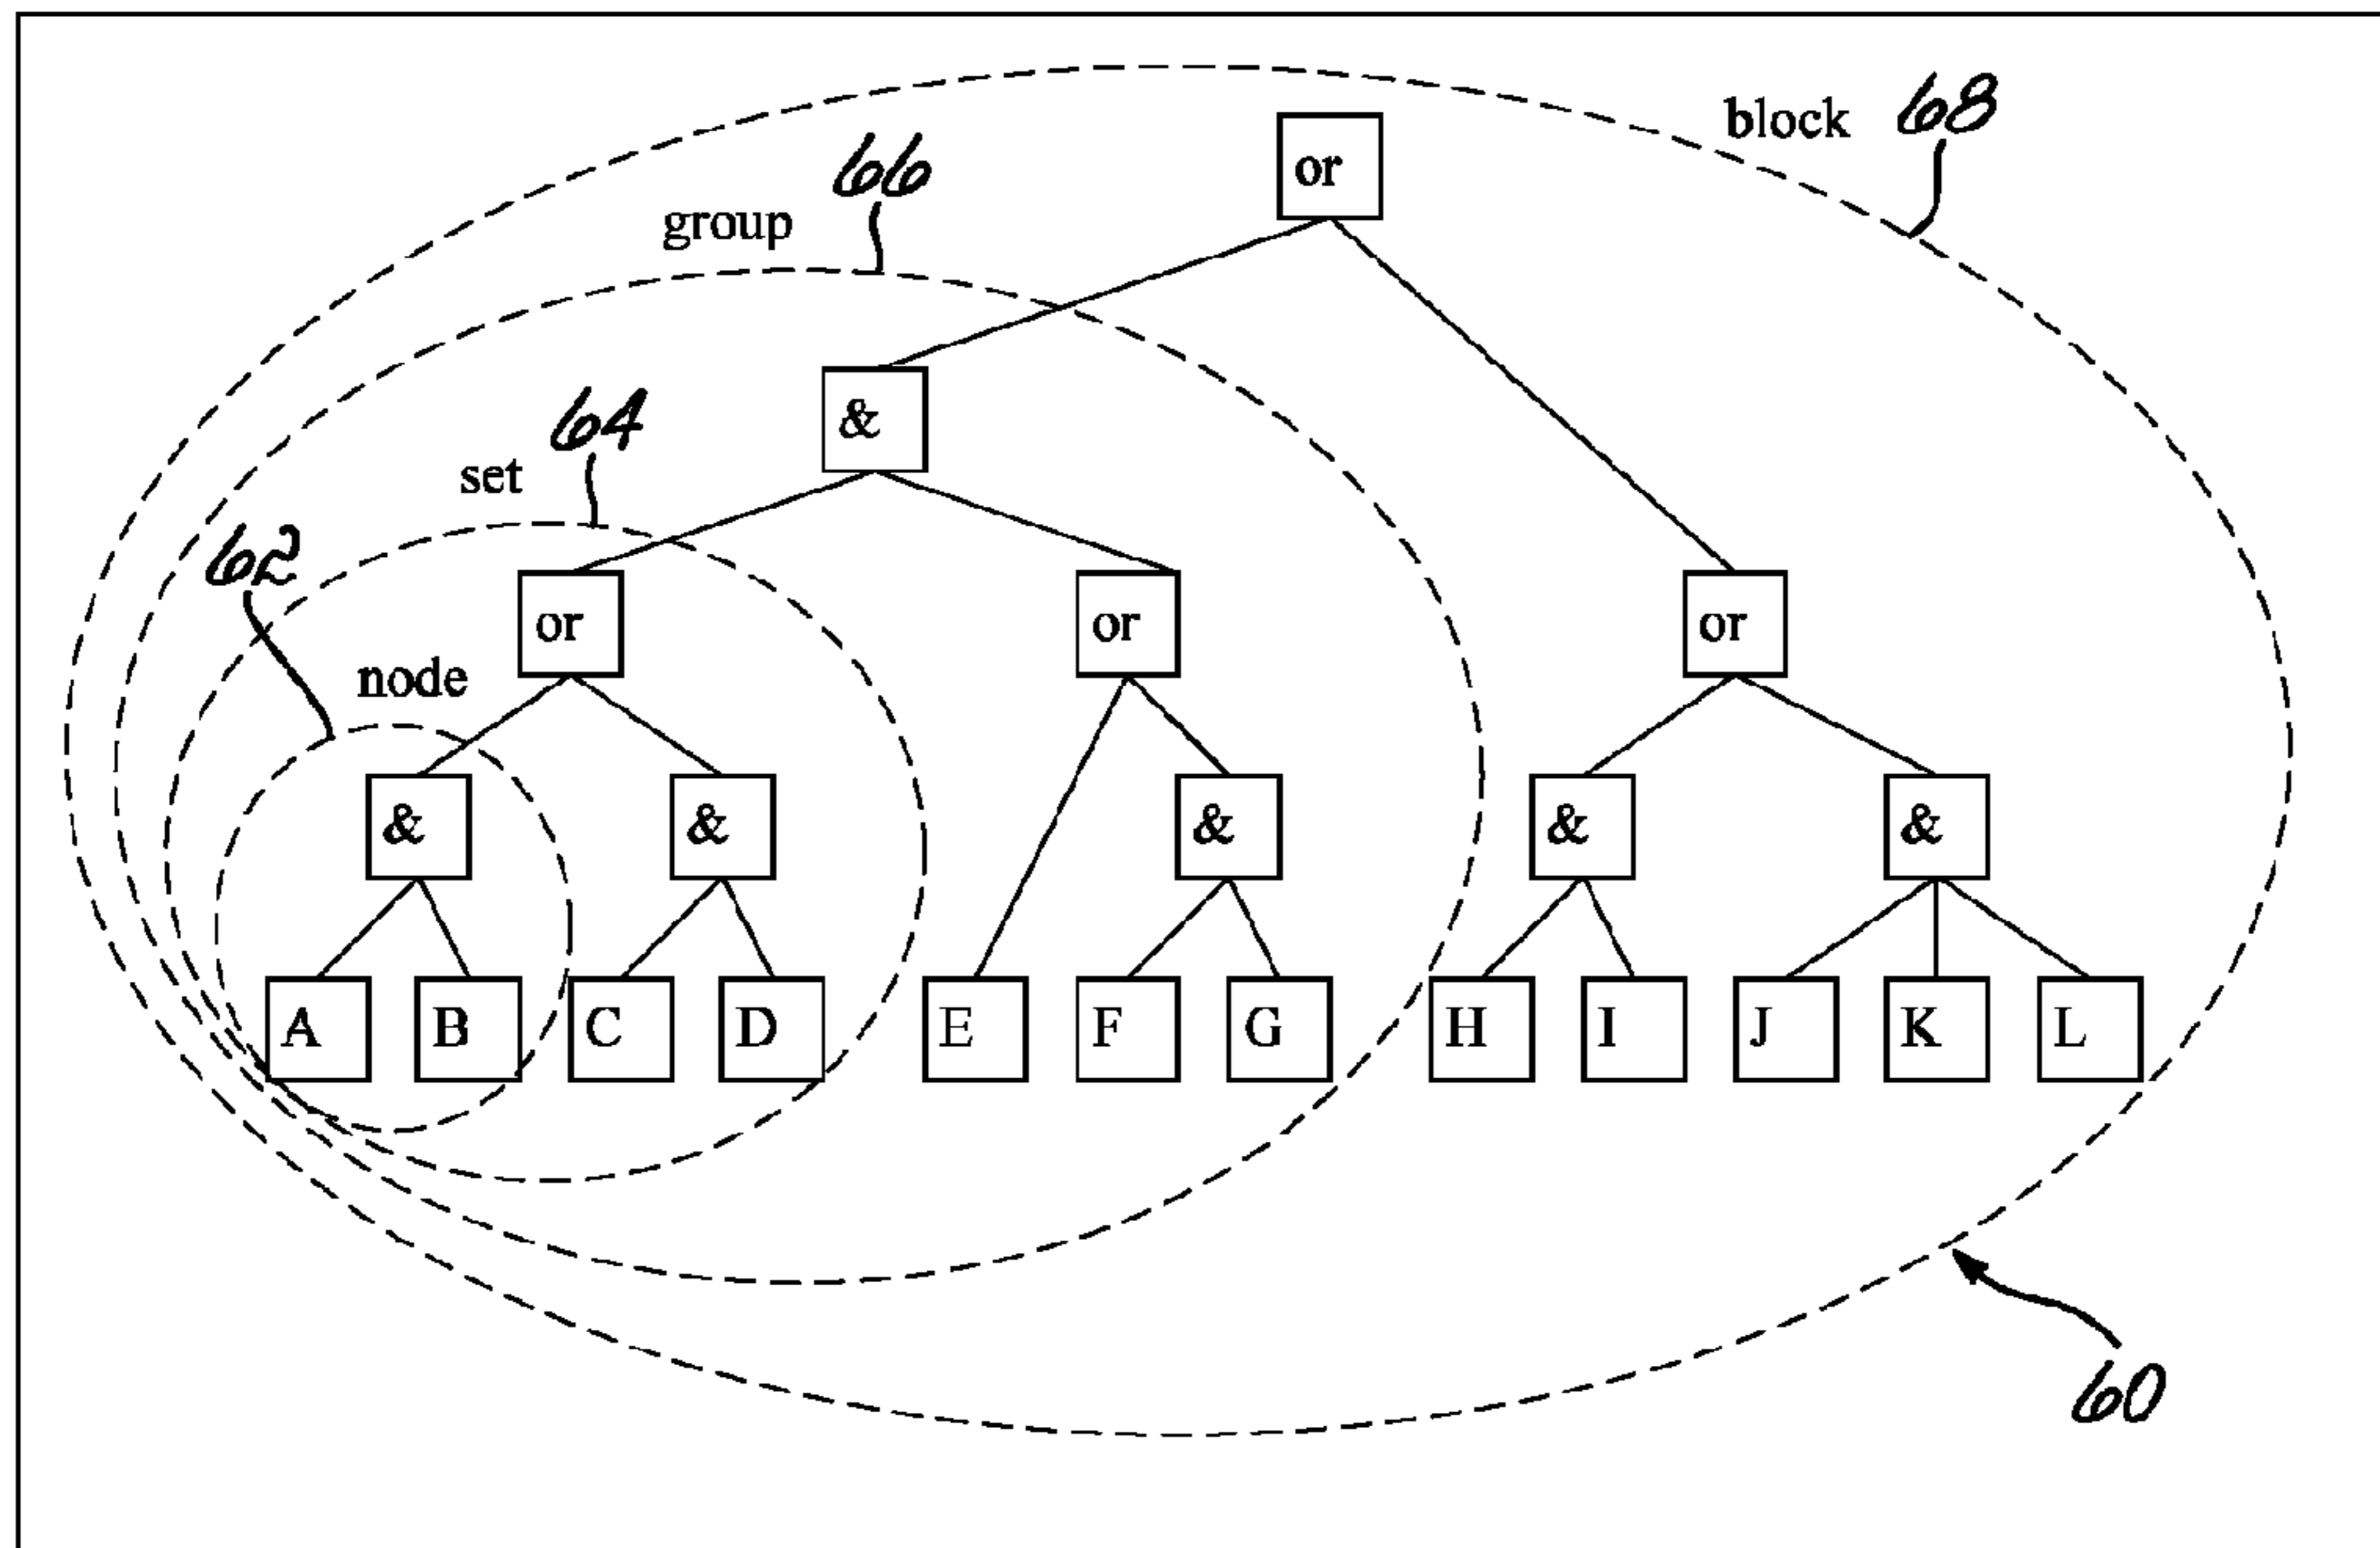 block 68
or
66
group
&
64
set
62
or or or
node
& & & & &
A B C D E F G H I J K L
60